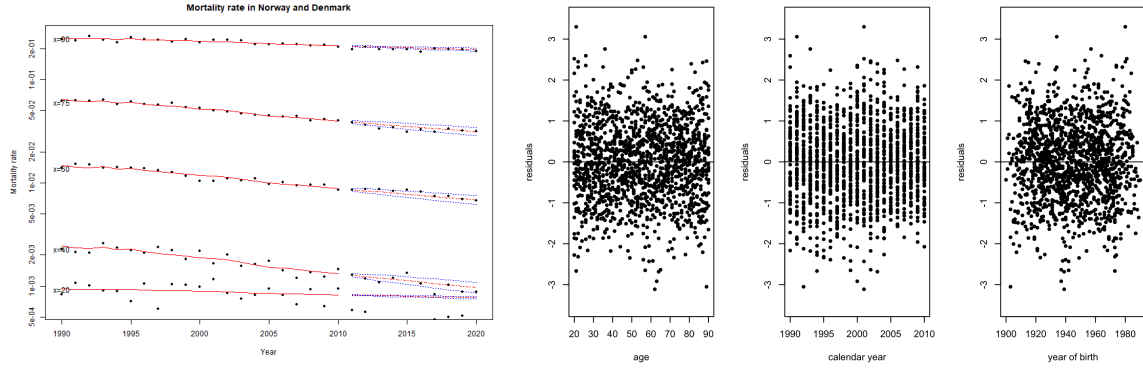 Mortality rate in Norway and Denmark
Mortality rate
2e-01
1e-01
5e-02
2e-02
1e-02
5e-03
2e-03
1e-03
5e-04
x=90
x=75
x=40
x=20
1990 1995 2000 2005 2010 2015 2020
Year
residuals
3
2
1
0
-1
-2
-3
20 30 40 50 60 70 80 90
age
residuals
3
2
1
0
-1
-2
-3
1990 1995 2000 2005 2010
calendar year
residuals
3
2
1
0
-1
-2
-3
1900 1920 1940 1960 1980
year of birth